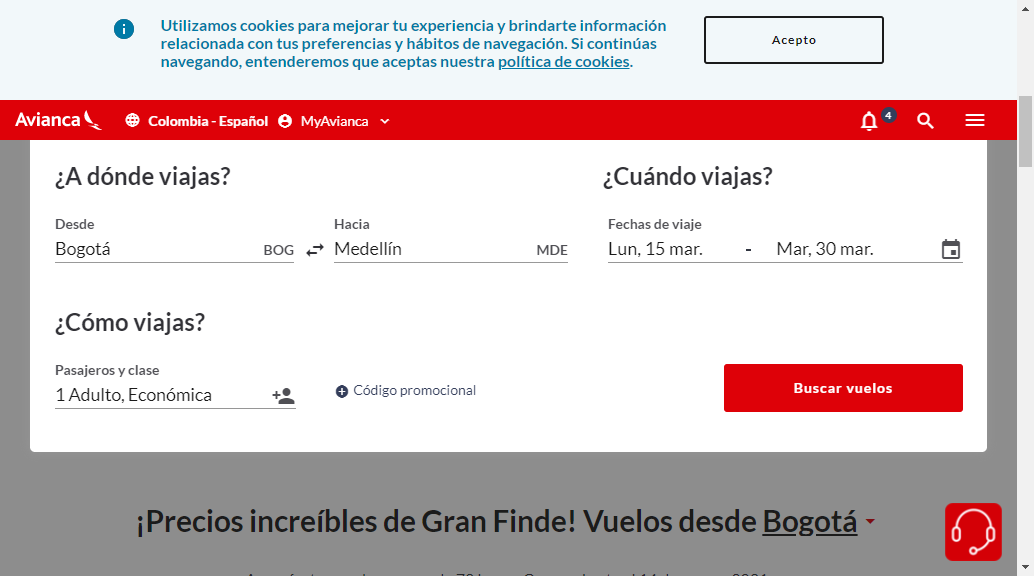 Utilizamos cookies para mejorar tu experiencia y brindarte información
relacionada con tus preferencias y hábitos de navegación. Si continúas
navegando, entenderemos que aceptas nuestra política de cookies.
Acepto
Avianca
Colombia - Español
MyAvianca
4
¿A dónde viajas?
¿Cuándo viajas?
Desde
Hacia
Fechas de viaje
Bogotá BOG
Medellín MDE
Lun, 15 mar. - Mar, 30 mar.
¿Cómo viajas?
Pasajeros y clase
1 Adulto, Económica
Código promocional
Buscar vuelos
¡Precios increíbles de Gran Finde! Vuelos desde Bogotá